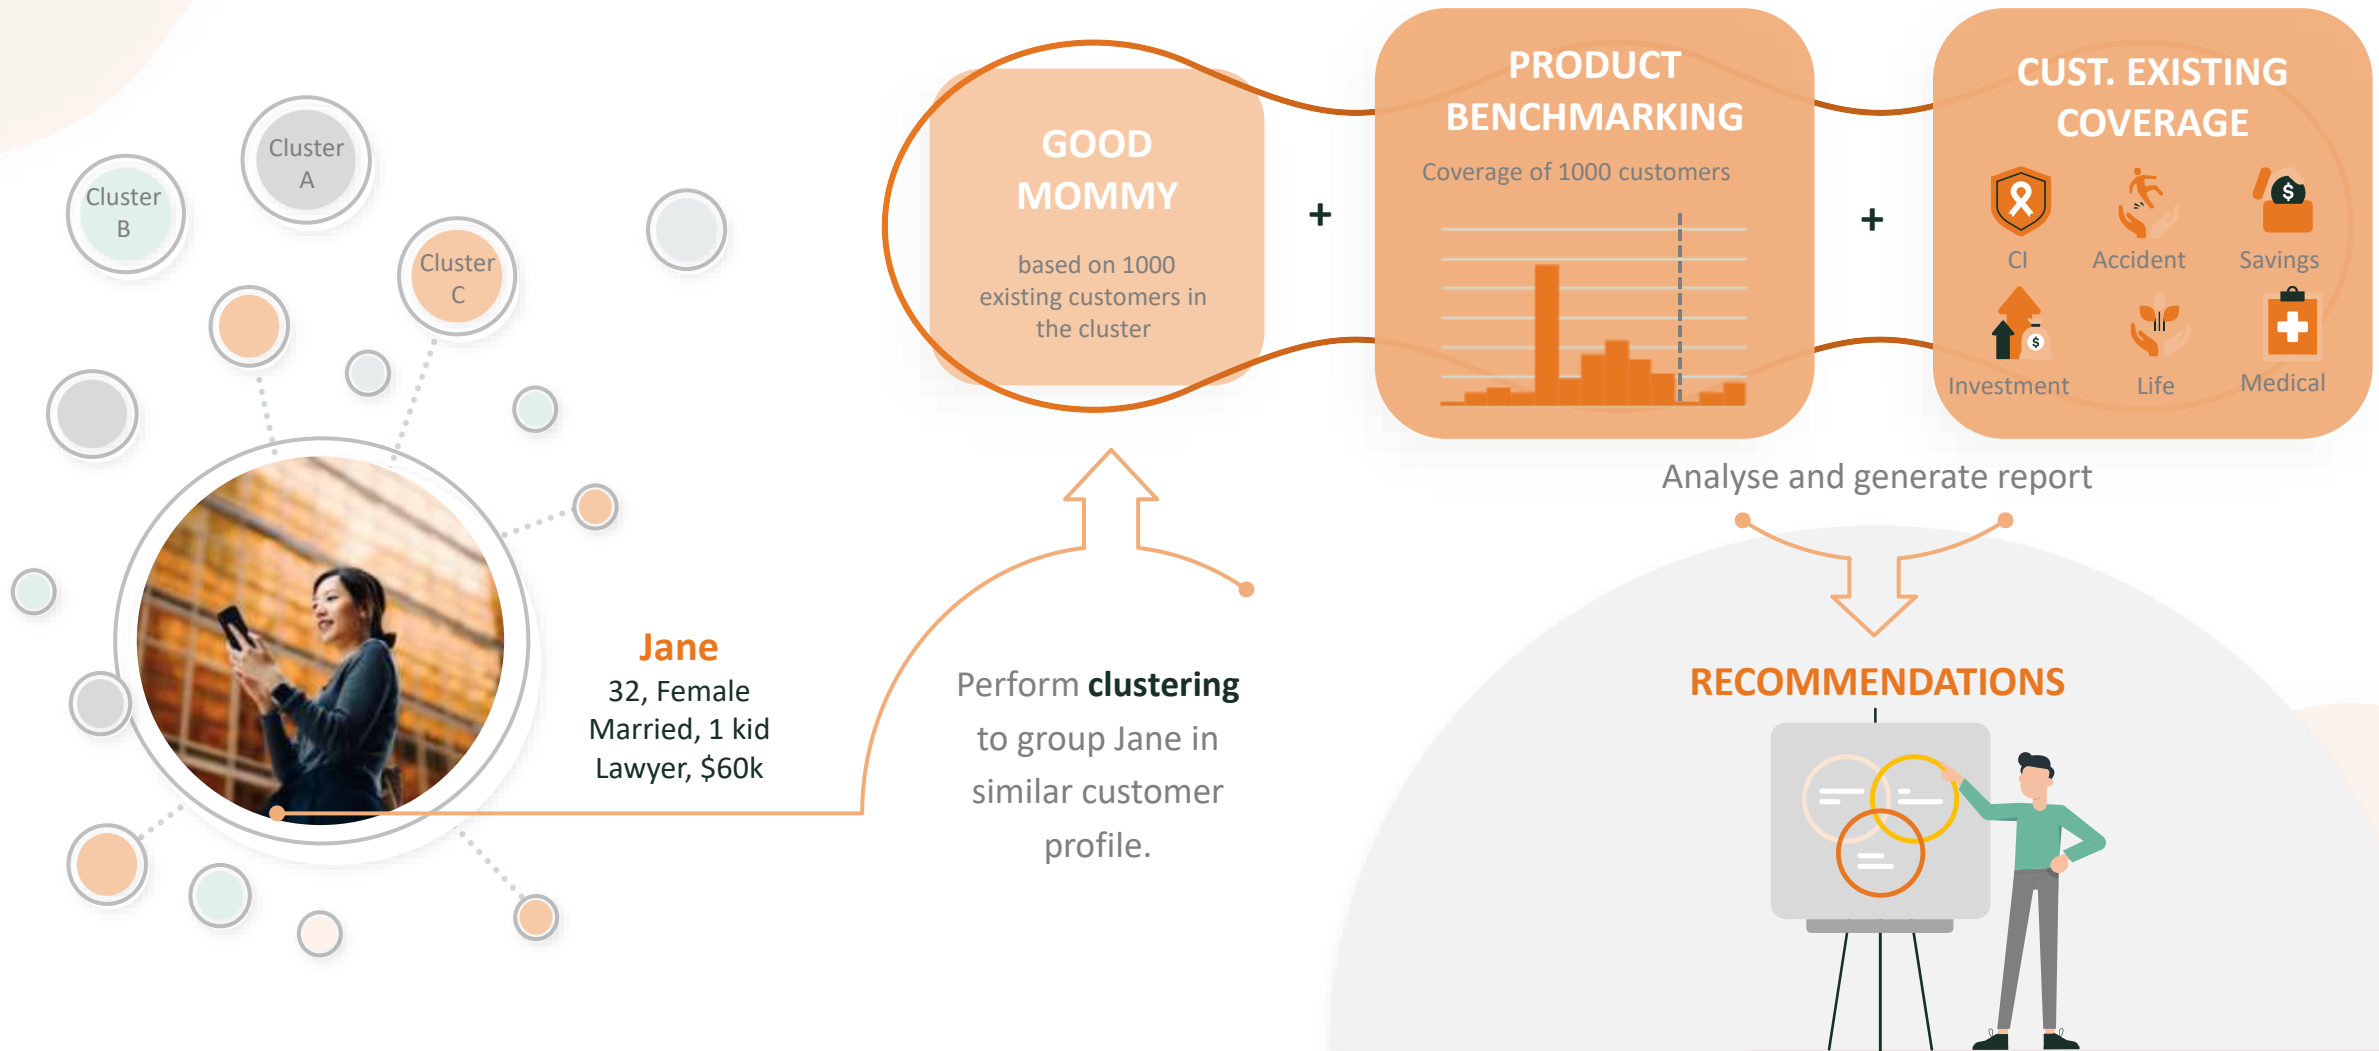 Cluster
A
Cluster
B
Cluster
C
Jane
32, Female
Married, 1 kid
Lawyer, $60k
Perform clustering
to group Jane in
similar customer
profile.
GOOD
MOMMY
based on 1000
existing customers in
the cluster
+
PRODUCT
BENCHMARKING
Coverage of 1000 customers
+
CUST. EXISTING
COVERAGE
$
CI
Accident
Savings
$
Investment
Life
Medical
Analyse and generate report
RECOMMENDATIONS